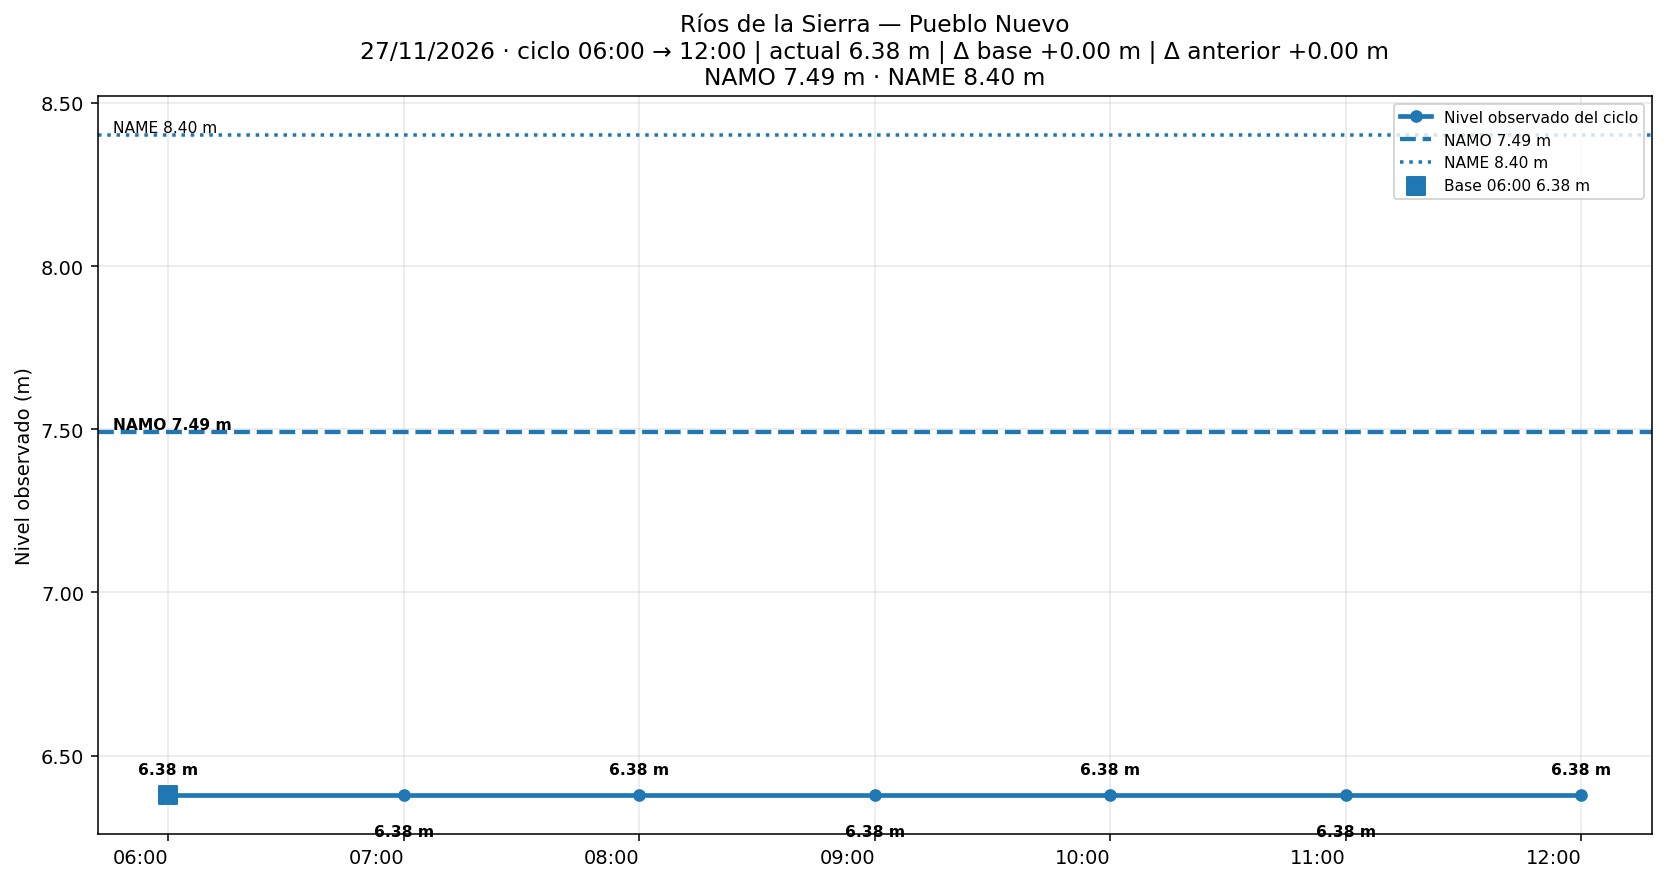 Ríos de la Sierra — Pueblo Nuevo
27/11/2026 · ciclo 06:00 → 12:00 | actual 6.38 m | Δ base +0.00 m | Δ anterior +0.00 m
NAMO 7.49 m · NAME 8.40 m
8.50
NAME 8.40 m
Nivel observado del ciclo
NAMO 7.49 m
NAME 8.40 m
Base 06:00 6.38 m
8.00
Nivel observado (m)
NAMO 7.49 m
7.50
7.00
6.50
6.38 m
6.38 m
6.38 m
6.38 m
6.38 m
6.38 m
6.38 m
06:00
07:00
08:00
09:00
10:00
11:00
12:00